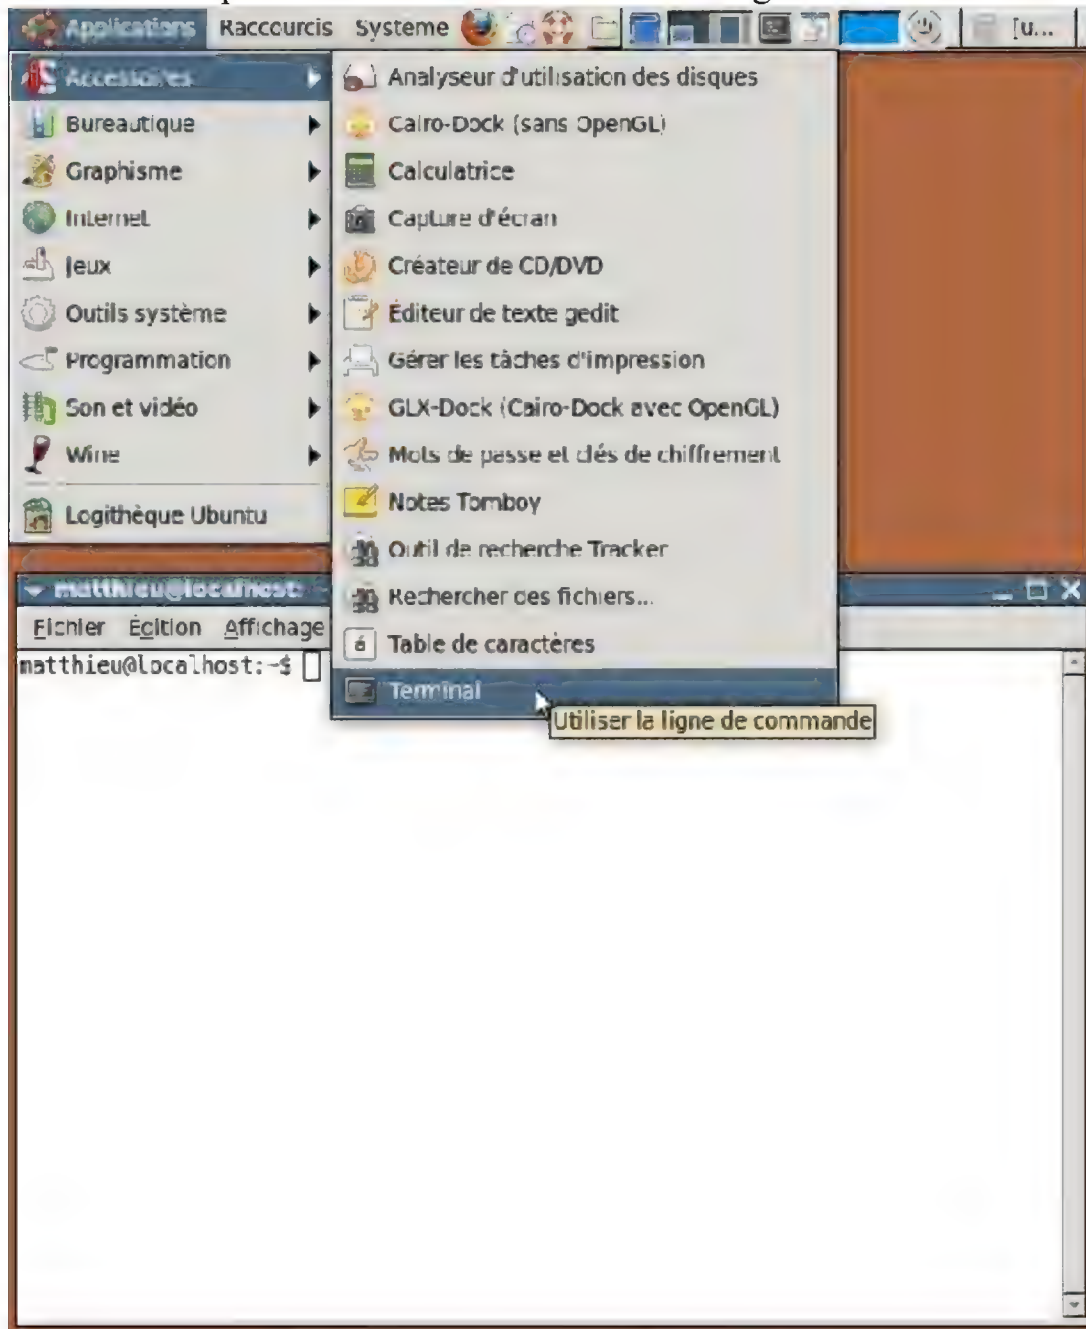 Applications Raccourcis Système [u...
Accessoires
Bureautique
Graphisme
Internet
Jeux
Outils système
Programmation
Son et vidéo
Wine
Logithèque Ubuntu
Analyseur d'utilisation des disques
Cairo-Dock (sans OpenGL)
Calculatrice
Capture d'écran
Créateur de CD/DVD
Éditeur de texte gedit
Gérer les tâches d'impression
GLX-Dock (Cairo-Dock avec OpenGL)
Mots de passe et clés de chiffrement
Notes Tomboy
Outil de recherche Tracker
Rechercher des fichiers...
Table de caractères
Terminal
Utiliser la ligne de commande
matthieu@localhost:
Fichier Édition Affichage
matthieu@localhost:~$